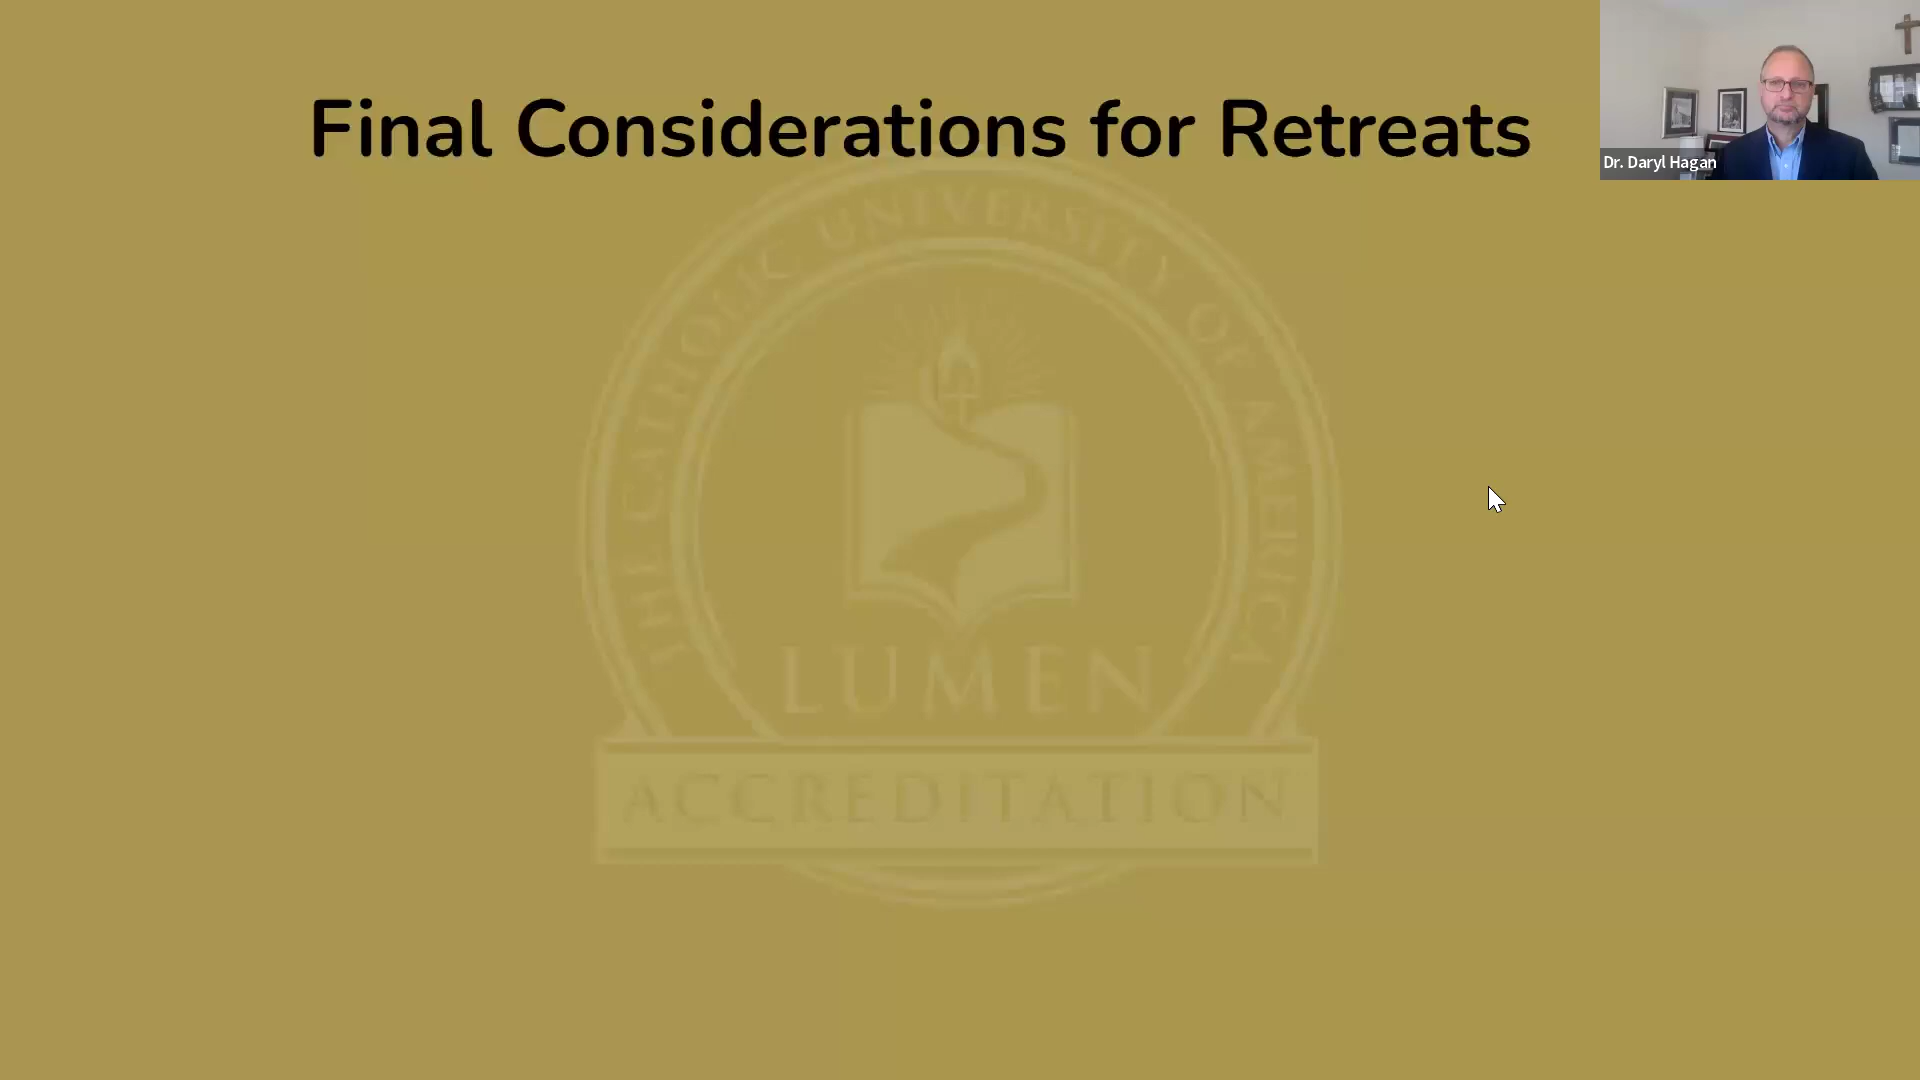 Final Considerations for Retreats
Dr. Daryl Hagan
THE CATHOLIC UNIVERSITY OF AMERICA
LUMEN
ACCREDITATION